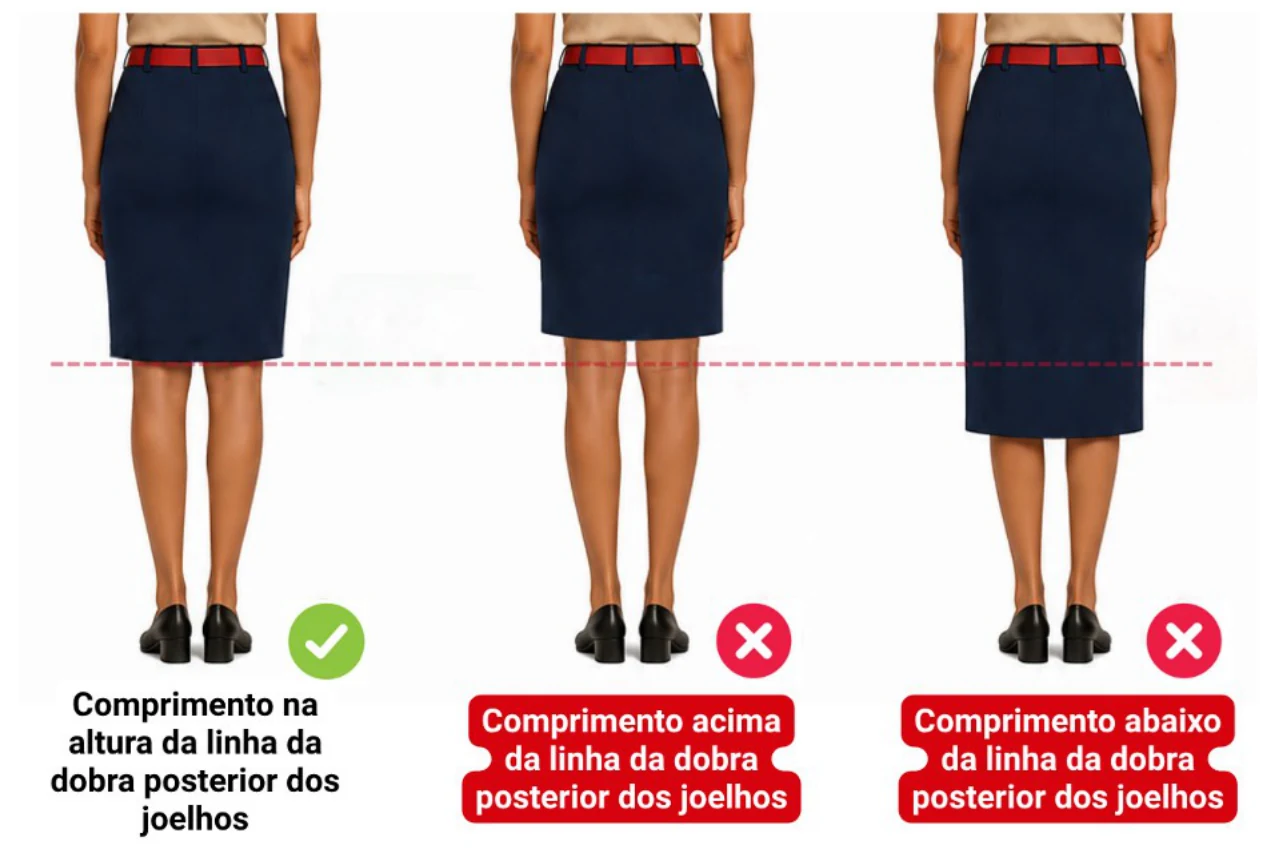 Comprimento na
altura da linha da
dobra posterior dos
joelhos
Comprimento acima
da linha da dobra
posterior dos joelhos
Comprimento abaixo
da linha da dobra
posterior dos joelhos